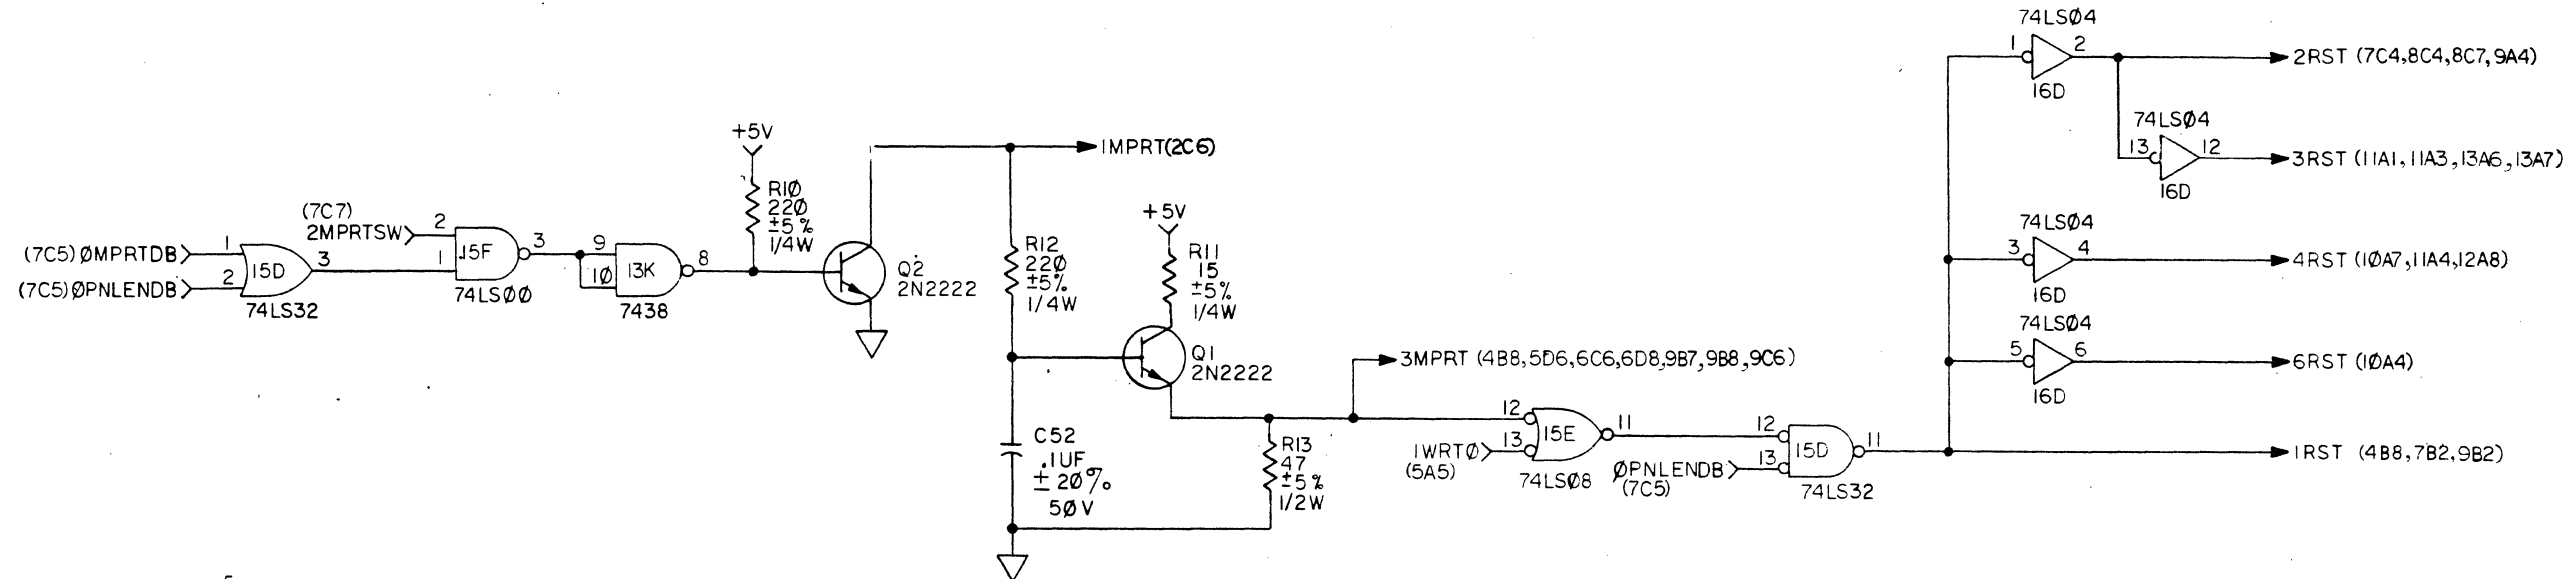 (7C5) ØMPRTDB
(7C5) ØPNLENDB
1
2
15D
3
74LS32
(7C7)
2MPRTSW
2
1
15F
3
74LSØØ
9
1Ø
13K
8
7438
+5V
R1Ø
22Ø
±5%
1/4W
Q2
2N2222
1MPRT(2C6)
R12
22Ø
±5%
1/4W
C52
.1UF
± 2Ø%
5ØV
+5V
R11
15
±5%
1/4W
Q1
2N2222
3MPRT (4B8,5D6,6C6,6D8,9B7,9B8,9C6)
R13
47
±5%
1/2W
12
13
15E
11
1WRTØ
(5A5)
74LSØ8
ØPNLENDB
(7C5)
12
13
15D
11
74LS32
74LSØ4
1
2
16D
2RST (7C4,8C4,8C7,9A4)
74LSØ4
13
12
16D
3RST (11A1,11A3,13A6,13A7)
74LSØ4
3
4
16D
4RST (1ØA7,11A4,12A8)
74LSØ4
5
6
16D
6RST (1ØA4)
1RST (4B8,7B2,9B2)